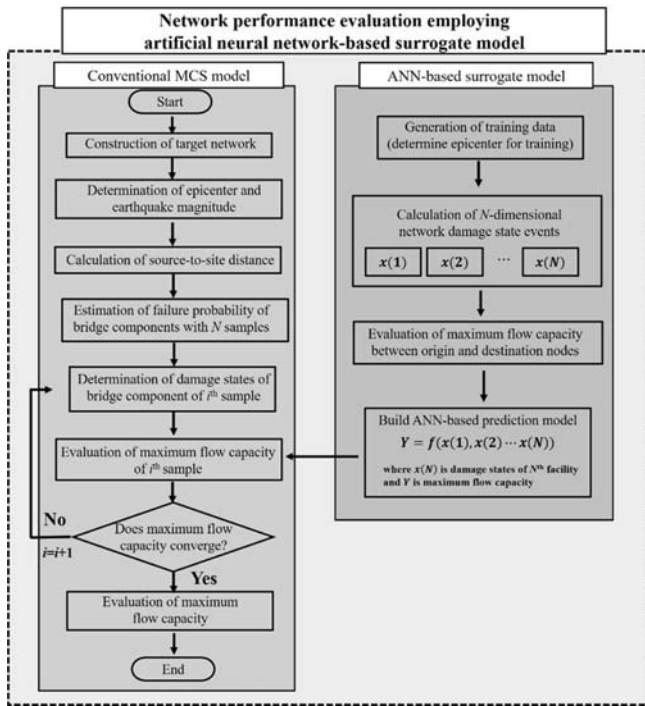 Network performance evaluation employing
artificial neural network-based surrogate model
Conventional MCS model
Start
Construction of target network
Determination of epicenter and
earthquake magnitude
Calculation of source-to-site distance
Estimation of failure probability of
bridge components with N samples
Determination of damage states of
bridge component of ith sample
Evaluation of maximum flow capacity
of ith sample
No
i=i+1
Does maximum flow
capacity converge?
Yes
Evaluation of maximum
flow capacity
End
ANN-based surrogate model
Generation of training data
(determine epicenter for training)
Calculation of N-dimensional
network damage state events
x(1) x(2) ... x(N)
Evaluation of maximum flow capacity
between origin and destination nodes
Build ANN-based prediction model
Y = f(x(1), x(2) ⋯ x(N))
where x(N) is damage states of Nth facility
and Y is maximum flow capacity